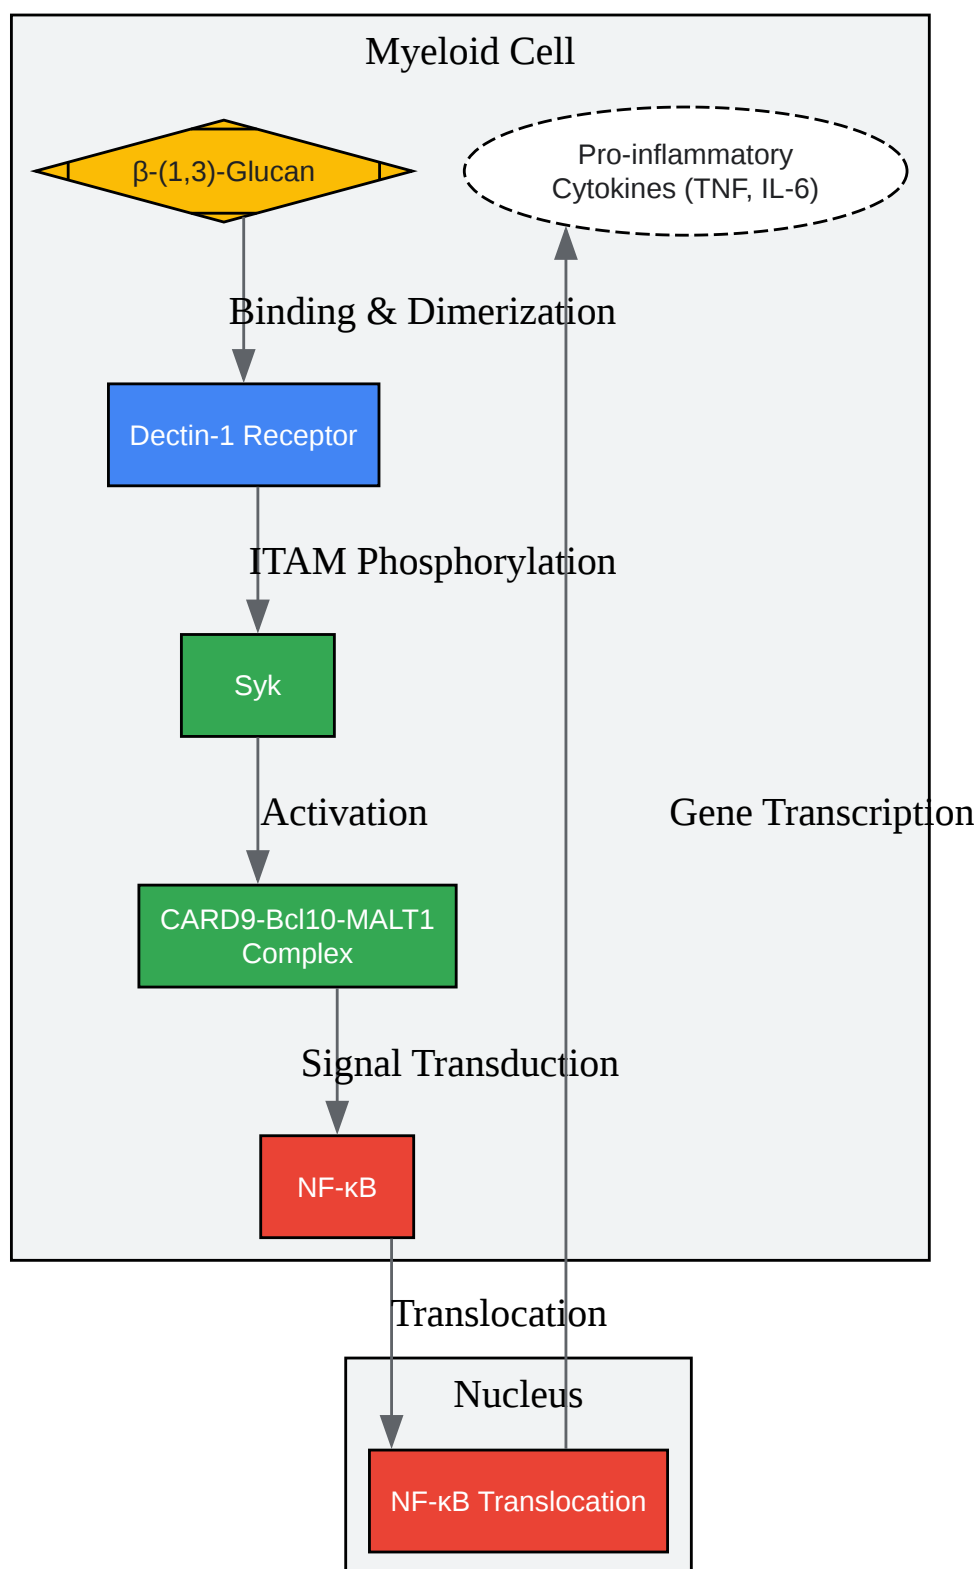 Myeloid Cell
β-(1,3)-Glucan
Pro-inflammatory
Cytokines (TNF, IL-6)
Binding & Dimerization
Dectin-1 Receptor
ITAM Phosphorylation
Syk
Activation
Gene Transcription
CARD9-Bcl10-MALT1
Complex
Signal Transduction
NF-κB
Translocation
Nucleus
NF-κB Translocation